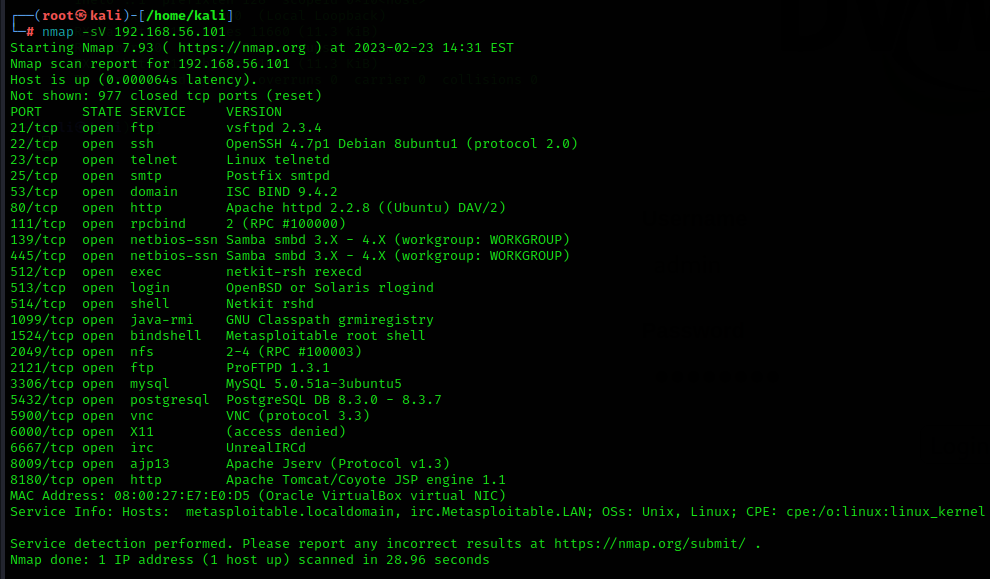 ┌──(root㉿kali)-[/home/kali]
└─# nmap -sV 192.168.56.101
Starting Nmap 7.93 ( https://nmap.org ) at 2023-02-23 14:31 EST
Nmap scan report for 192.168.56.101
Host is up (0.000064s latency).
Not shown: 977 closed tcp ports (reset)
PORT     STATE SERVICE     VERSION
21/tcp   open  ftp         vsftpd 2.3.4
22/tcp   open  ssh         OpenSSH 4.7p1 Debian 8ubuntu1 (protocol 2.0)
23/tcp   open  telnet      Linux telnetd
25/tcp   open  smtp        Postfix smtpd
53/tcp   open  domain      ISC BIND 9.4.2
80/tcp   open  http        Apache httpd 2.2.8 ((Ubuntu) DAV/2)
111/tcp  open  rpcbind     2 (RPC #100000)
139/tcp  open  netbios-ssn Samba smbd 3.X - 4.X (workgroup: WORKGROUP)
445/tcp  open  netbios-ssn Samba smbd 3.X - 4.X (workgroup: WORKGROUP)
512/tcp  open  exec        netkit-rsh rexecd
513/tcp  open  login       OpenBSD or Solaris rlogind
514/tcp  open  shell       Netkit rshd
1099/tcp open  java-rmi    GNU Classpath grmiregistry
1524/tcp open  bindshell   Metasploitable root shell
2049/tcp open  nfs         2-4 (RPC #100003)
2121/tcp open  ftp         ProFTPD 1.3.1
3306/tcp open  mysql       MySQL 5.0.51a-3ubuntu5
5432/tcp open  postgresql  PostgreSQL DB 8.3.0 - 8.3.7
5900/tcp open  vnc         VNC (protocol 3.3)
6000/tcp open  X11         (access denied)
6667/tcp open  irc         UnrealIRCd
8009/tcp open  ajp13       Apache Jserv (Protocol v1.3)
8180/tcp open  http        Apache Tomcat/Coyote JSP engine 1.1
MAC Address: 08:00:27:E7:E0:D5 (Oracle VirtualBox virtual NIC)
Service Info: Hosts:  metasploitable.localdomain, irc.Metasploitable.LAN; OSs: Unix, Linux; CPE: cpe:/o:linux:linux_kernel

Service detection performed. Please report any incorrect results at https://nmap.org/submit/ .
Nmap done: 1 IP address (1 host up) scanned in 28.96 seconds